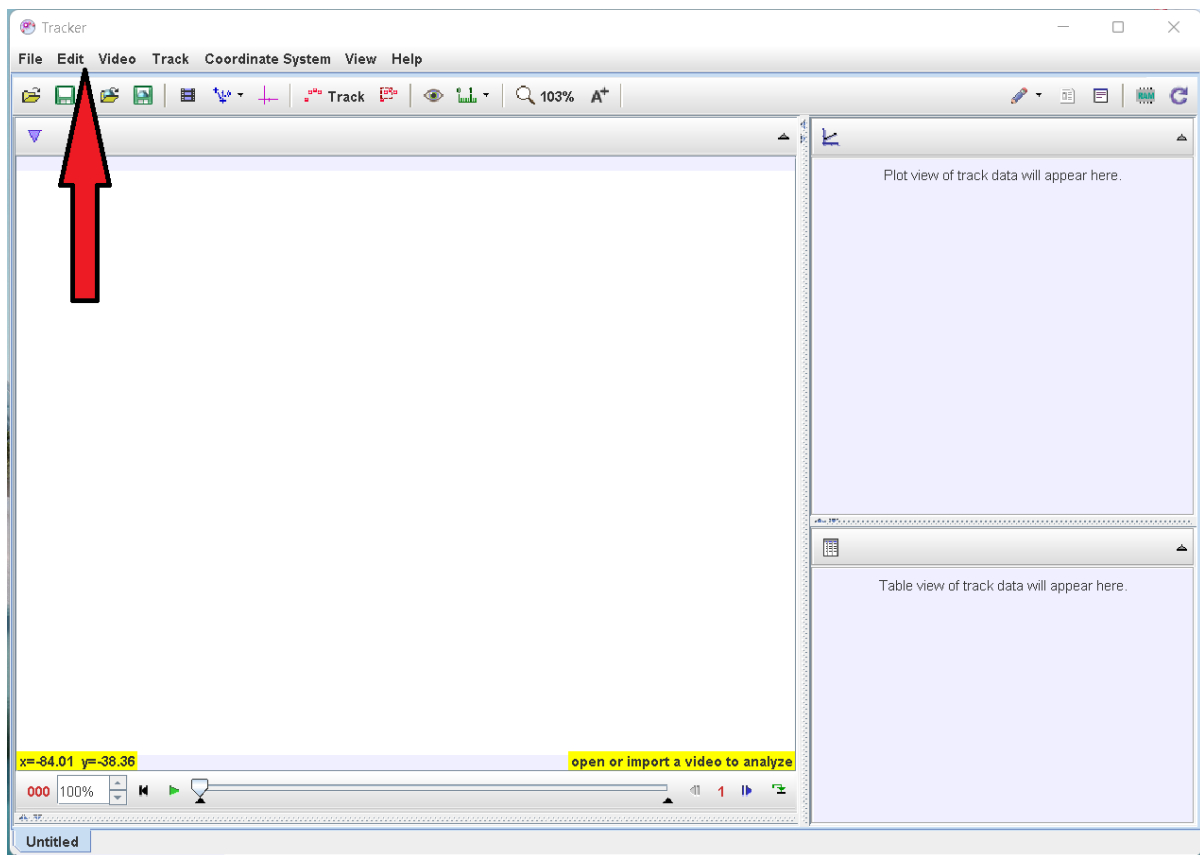 Tracker
File Edit Video Track Coordinate System View Help
Track 103% A+
Plot view of track data will appear here.
Table view of track data will appear here.
x=-84.01 y=-38.36 open or import a video to analyze
000 100% 1
Untitled